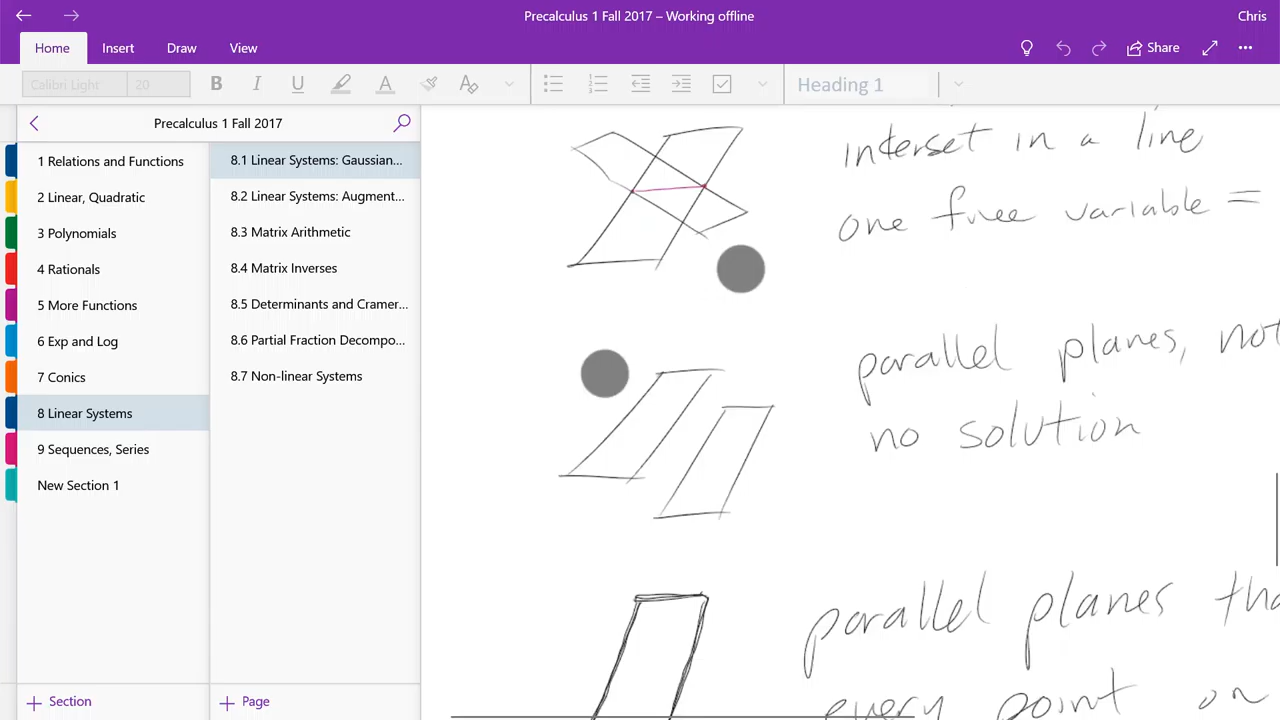 Precalculus 1 Fall 2017 – Working offline
Chris
Home Insert Draw View
Share
Calibri Light 20 B I U A A Heading 1
Precalculus 1 Fall 2017
1 Relations and Functions
2 Linear, Quadratic
3 Polynomials
4 Rationals
5 More Functions
6 Exp and Log
7 Conics
8 Linear Systems
9 Sequences, Series
New Section 1
+ Section
8.1 Linear Systems: Gaussian...
8.2 Linear Systems: Augment...
8.3 Matrix Arithmetic
8.4 Matrix Inverses
8.5 Determinants and Cramer...
8.6 Partial Fraction Decompo...
8.7 Non-linear Systems
+ Page
interset in a line
one free variable =
parallel planes, not
no solution
parallel planes tha
every point on